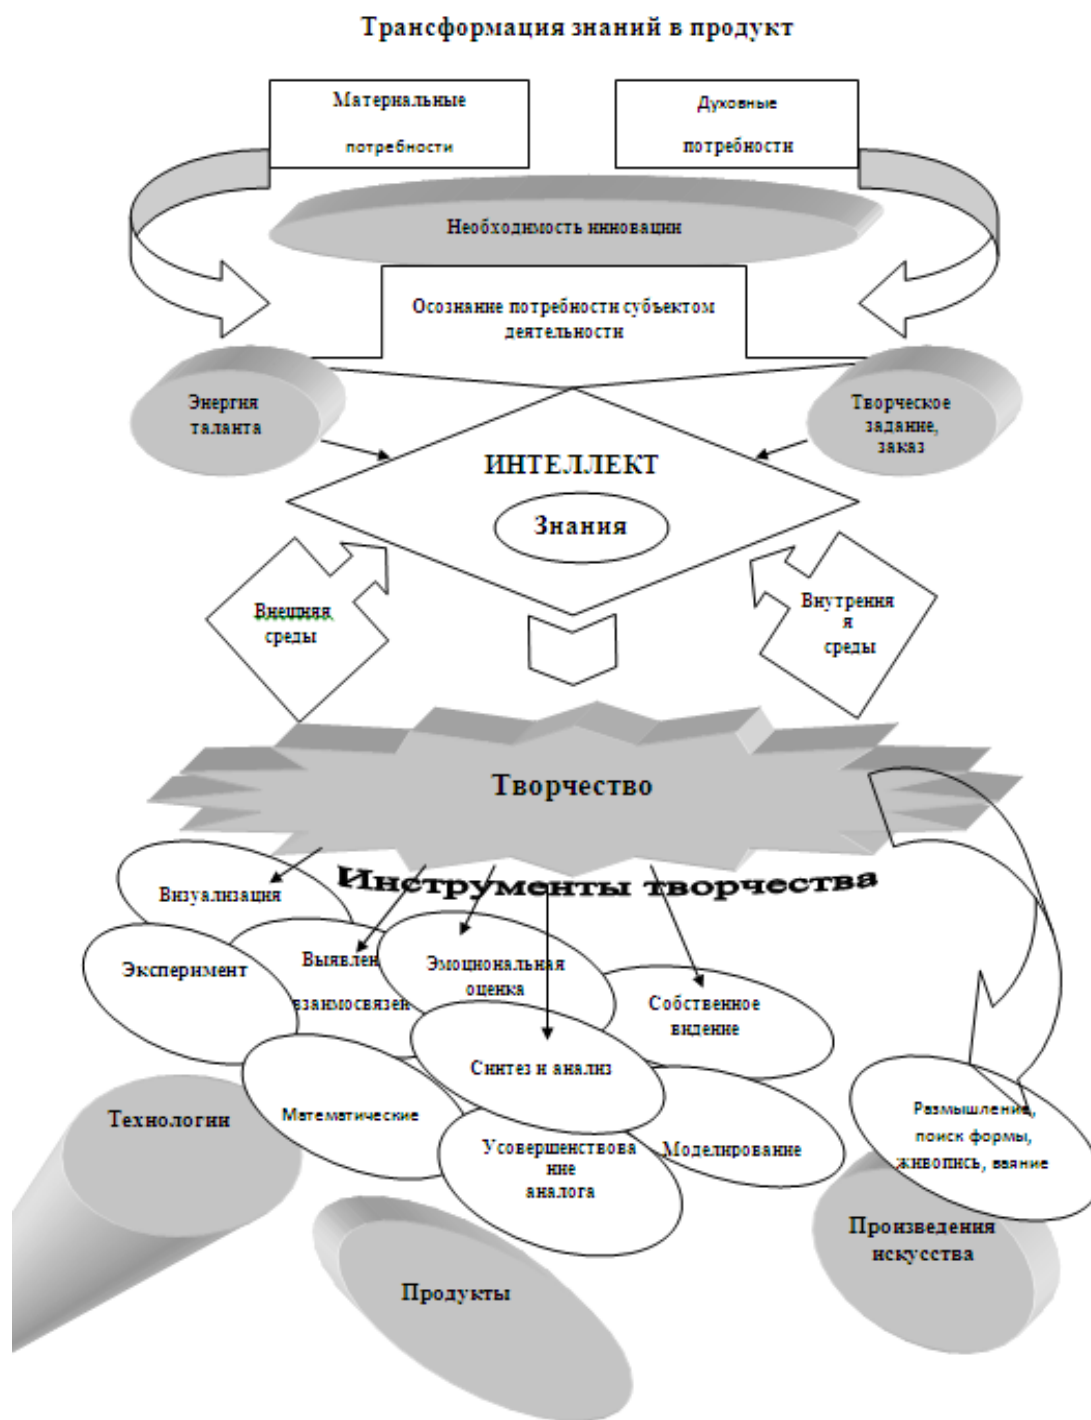 Трансформация знаний в продукт
Материальные
потребности
Духовные
потребности
Необходимость инновации
Осознание потребности субъектом
деятельности
Энергия
таланта
Творческое
задание,
заказ
ИНТЕЛЛЕКТ
Знания
Внешняя
среды
Внутрення
я
среды
Творчество
Инструменты творчества
Визуализация
Эксперимент
Выявлен
взаимосвязей
Эмоциональная
оценка
Собственное
видение
Синтез и анализ
Технологии
Математические
Усовершенствова
ние
аналога
Моделирование
Размышление,
поиск формы,
живопись, ваяние
Произведения
искусства
Продукты